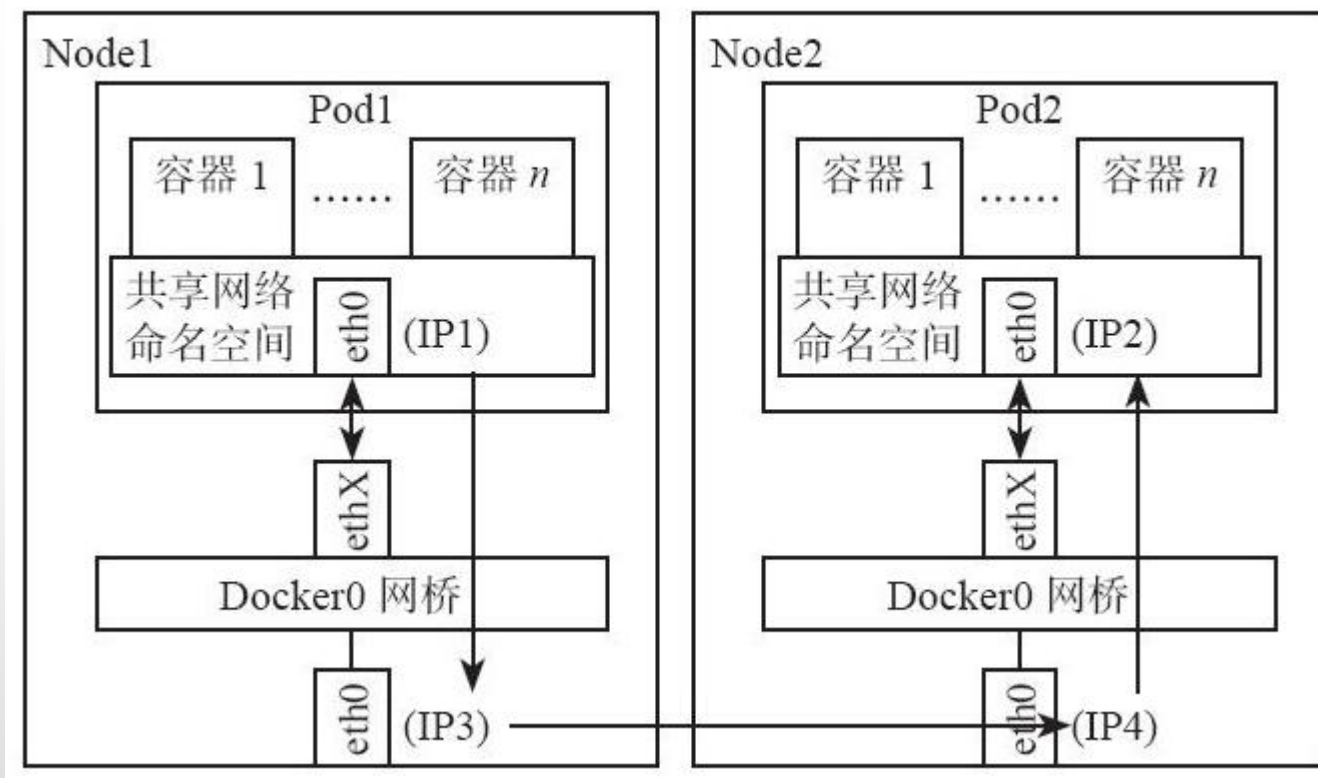 Node1
Pod1
容器 1
……
容器 n
共享网络
命名空间
eth0
(IP1)
ethX
Docker0 网桥
eth0
(IP3)
Node2
Pod2
容器 1
……
容器 n
共享网络
命名空间
eth0
(IP2)
ethX
Docker0 网桥
eth0
(IP4)